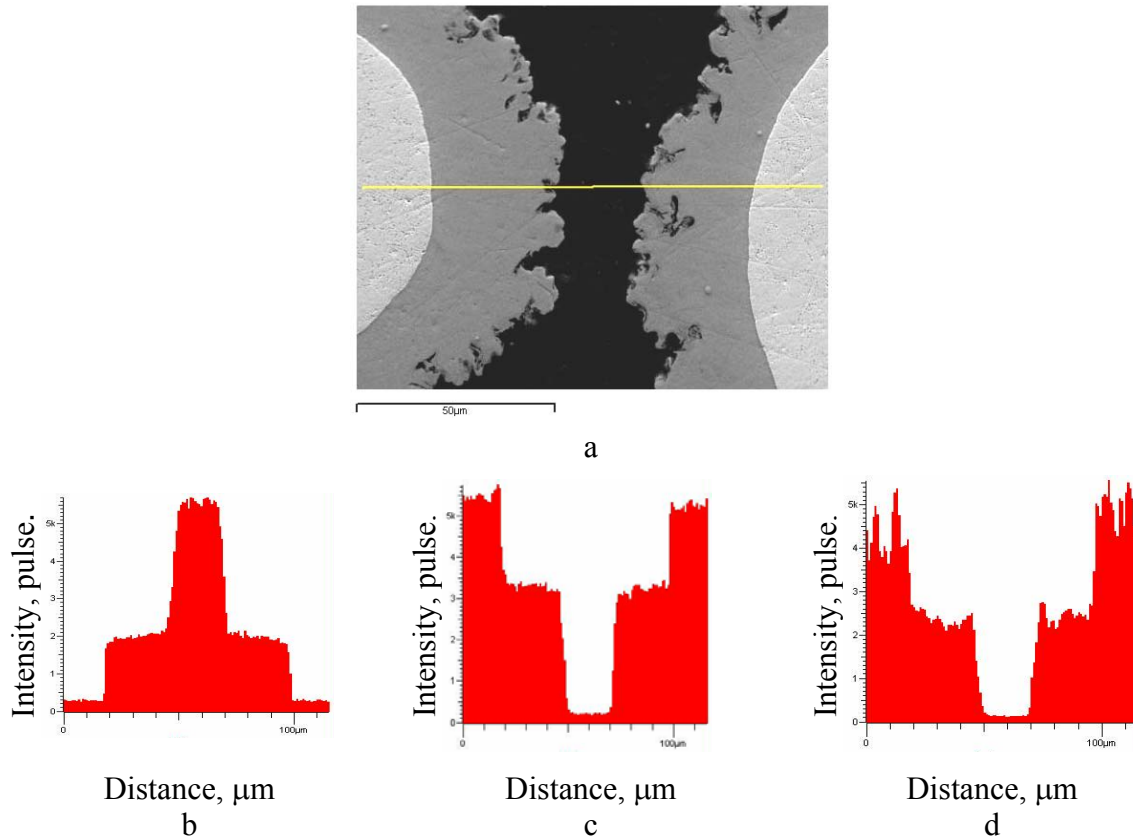 50μm
a
Intensity, pulse.
5k
4
3
2
1
0
0
100μm
Distance, μm
b
Intensity, pulse.
5k
4
3
2
1
0
0
100μm
Distance, μm
c
Intensity, pulse.
5k
4
3
2
1
0
0
100μm
Distance, μm
d